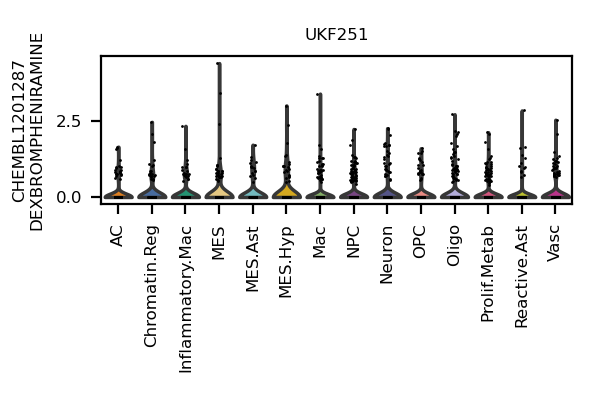 UKF251
CHEMBL1201287
DEXBROMPHENIRAMINE
2.5
0.0
AC
Chromatin.Reg
Inflammatory.Mac
MES
MES.Ast
MES.Hyp
Mac
NPC
Neuron
OPC
Oligo
Prolif.Metab
Reactive.Ast
Vasc